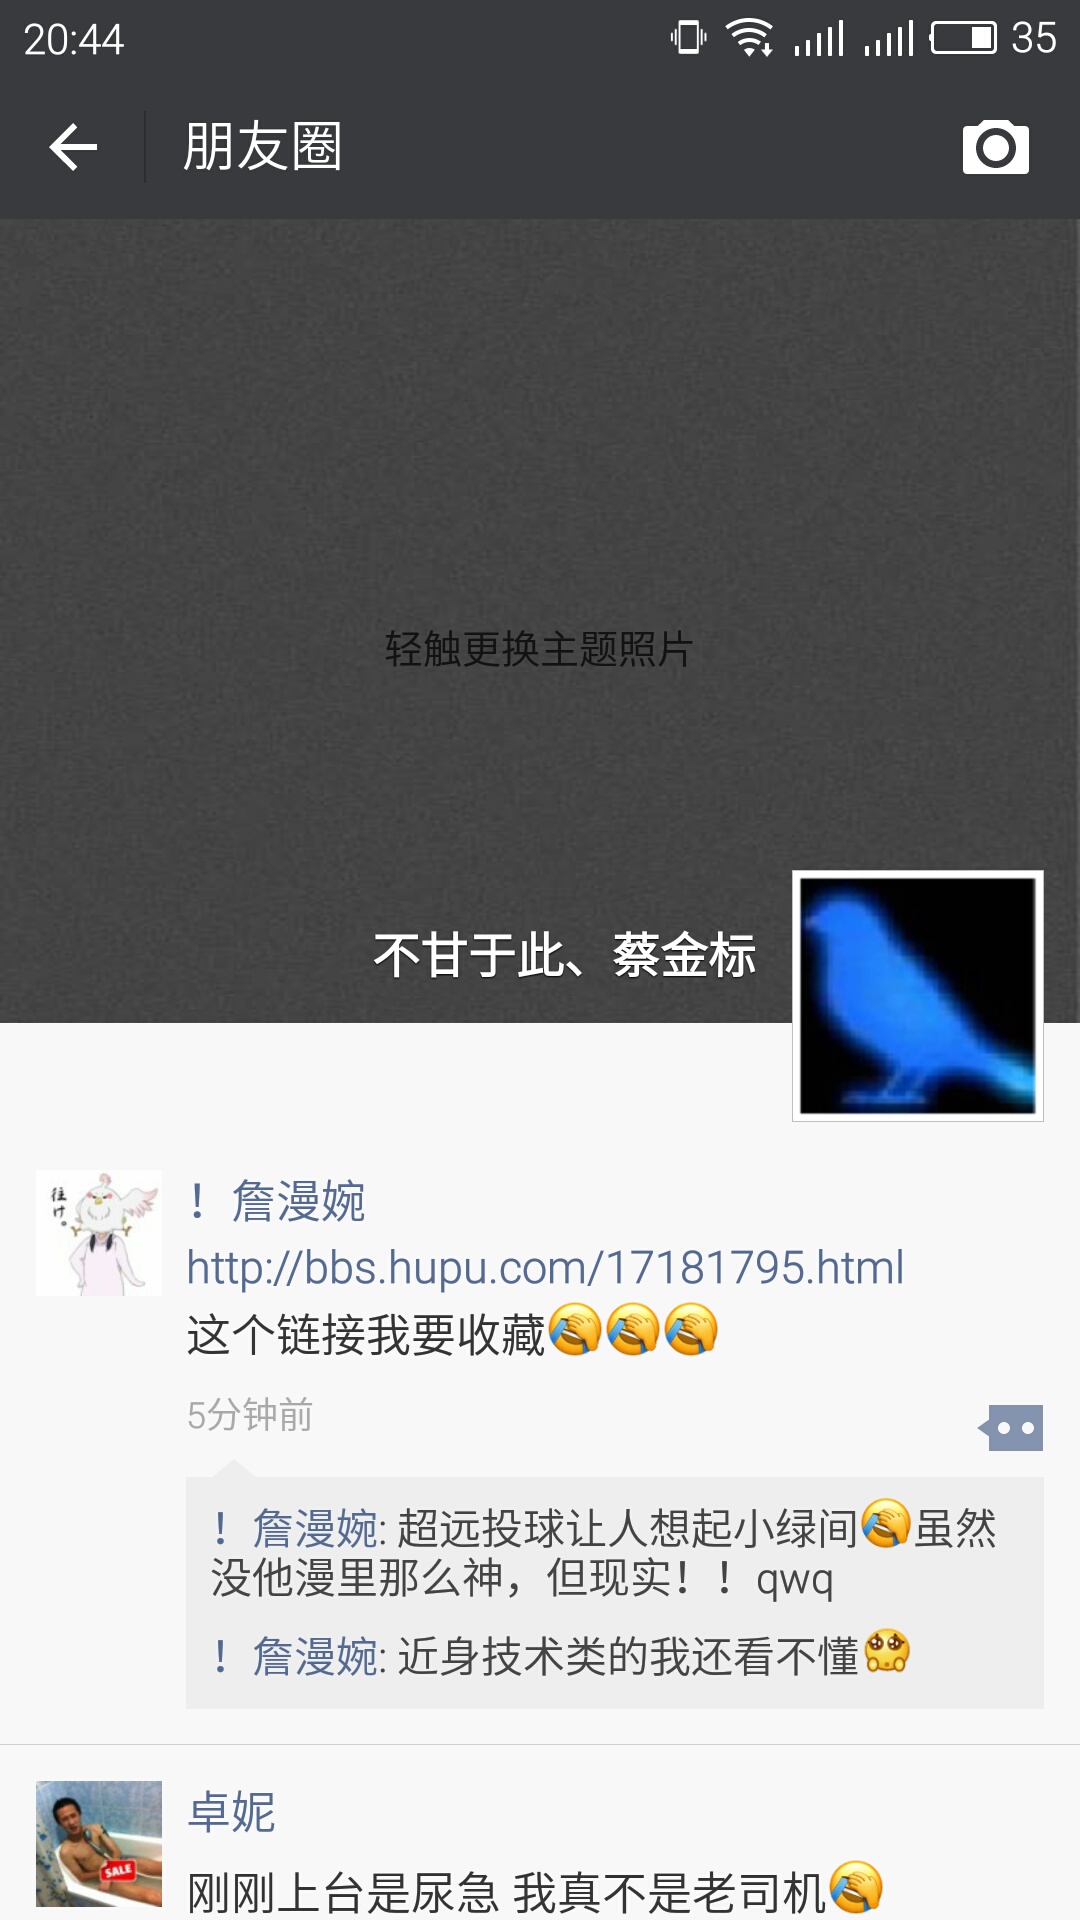 20:44
35
朋友圈
轻触更换主题照片
不甘于此、蔡金标
往
け。
！詹漫婉
http://bbs.hupu.com/17181795.html
这个链接我要收藏🤦🤦🤦
5分钟前
！詹漫婉: 超远投球让人想起小绿间🤦虽然
没他漫里那么神，但现实！！qwq
！詹漫婉: 近身技术类的我还看不懂
卓妮
SALE
刚刚上台是尿急 我真不是老司机🤦